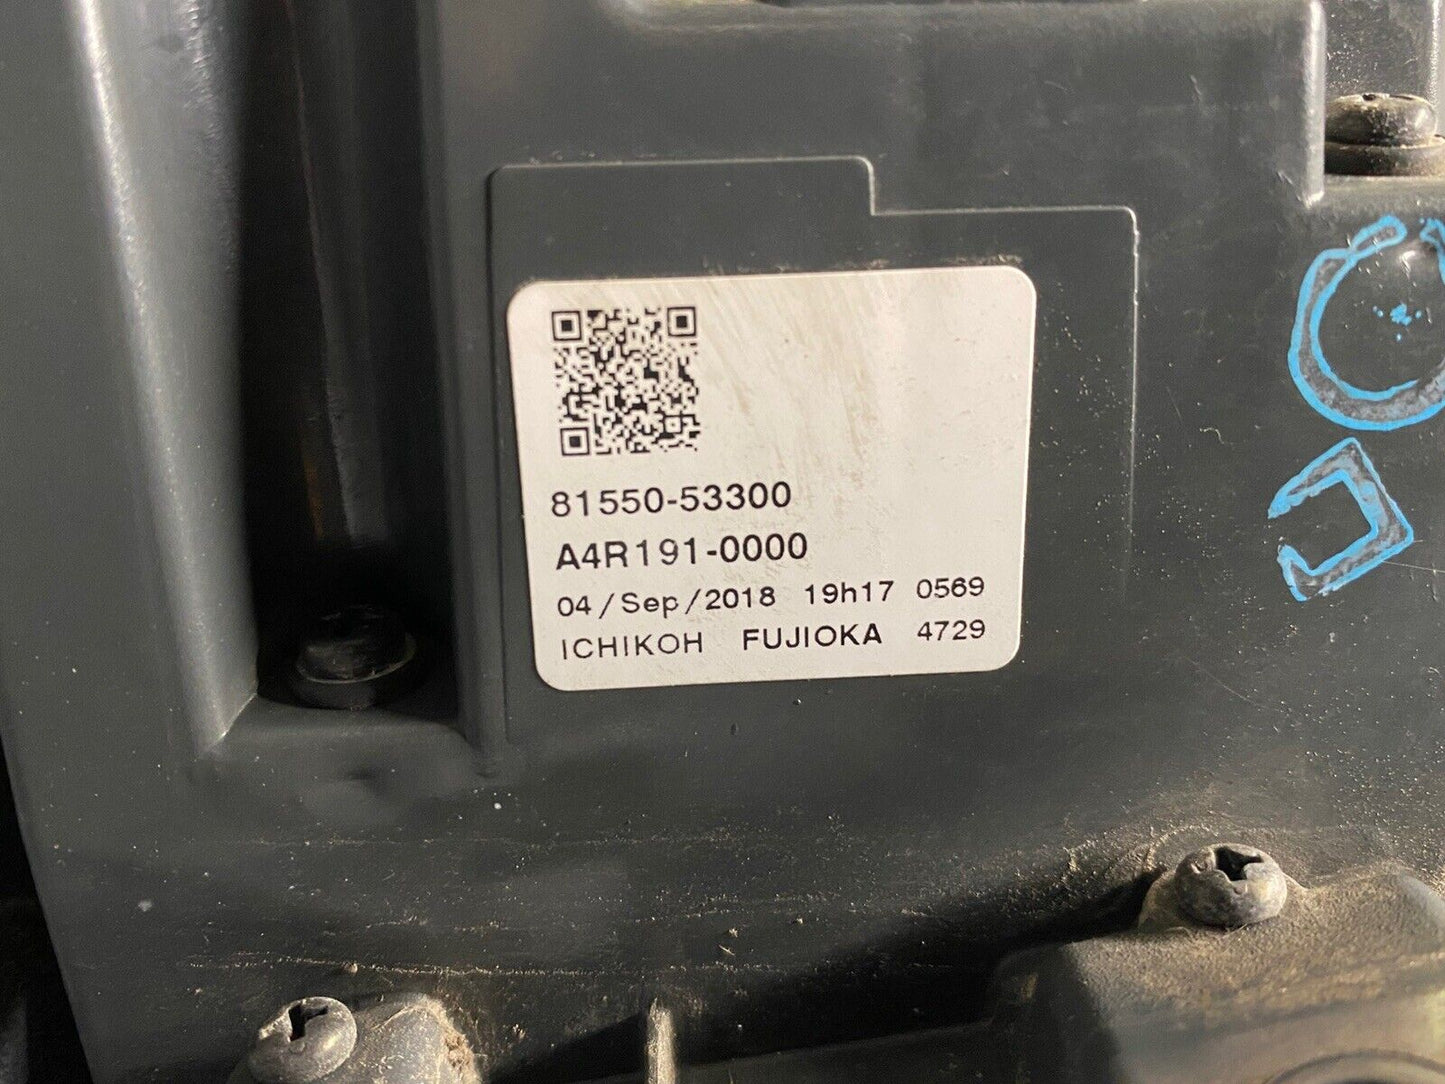 81550-53300
A4R191-0000
04/Sep/2018 19h17 0569
ICHIKOH FUJIOKA 4729